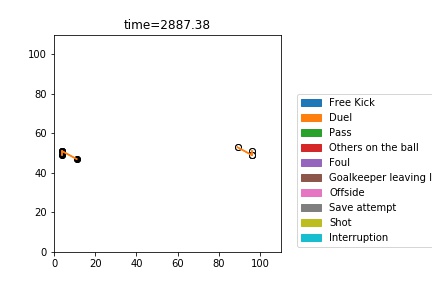 time=2887.38
100
80
60
40
20
0
0 20 40 60 80 100
Free Kick
Duel
Pass
Others on the ball
Foul
Goalkeeper leaving l
Offside
Save attempt
Shot
Interruption